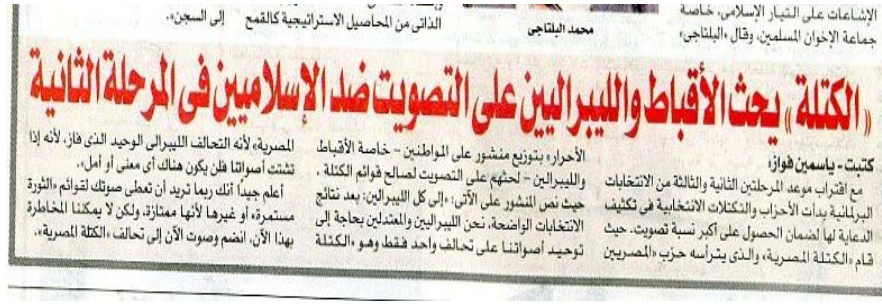 الإشاعات على التيار الإسلامى، خاصة
جماعة الإخوان المسلمين، وقال «البلتاجى»
محمد البلتاجى
الذاتى من المحاصيل الاستراتيجية كالقمح
إلى السجن».
«الكتلة» يحث الأقباط والليبراليين على التصويت ضد الإسلاميين فى المرحلة الثانية
كتبت - ياسمين فواز:
مع اقتراب موعد المرحلتين الثانية والثالثة من الانتخابات
البرلمانية بدأت الأحزاب والتكتلات الانتخابية فى تكثيف
الدعاية لها لضمان الحصول على أكبر نسبة تصويت. حيث
قام «الكتلة المصرية» والذى يترأسه حزب «المصريين
الأحرار» بتوزيع منشور على المواطنين - خاصة الأقباط
والليبرالين - لحثهم على التصويت لصالح قوائم الكتلة ،
حيث نص المنشور على الآتى: «إلى كل الليبرالين: بعد نتائج
الانتخابات الواضحة، نحن الليبراليين والمعتدلين بحاجة إلى
توحيد أصواتنا على تحالف واحد فقط وهو «الكتلة
المصرية» لأنه التحالف الليبرالى الوحيد الذى فاز، لأنه إذا
تشتت أصواتنا فلن يكون هناك أى معنى أو أمل».
أعلم جيدًا أنك ربما تريد أن تعطى صوتك لقوائم «الثورة
مستمرة» أو غيرها لأنها ممتازة، ولكن لا يمكننا المخاطرة
بهذا الآن، انضم وصوت الآن إلى تحالف «الكتلة المصرية».